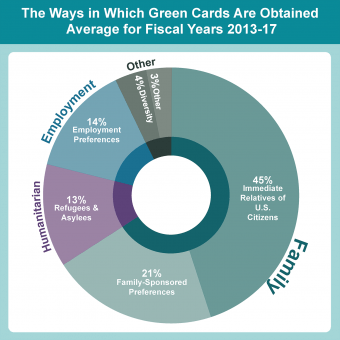 The Ways in Which Green Cards Are Obtained
Average for Fiscal Years 2013-17
Other
4% Diversity
3% Other
Employment
14%
Employment
Preferences
45%
Immediate
Relatives of
U.S.
Citizens
Humanitarian
13%
Refugees &
Asylees
21%
Family-Sponsored
Preferences
Family